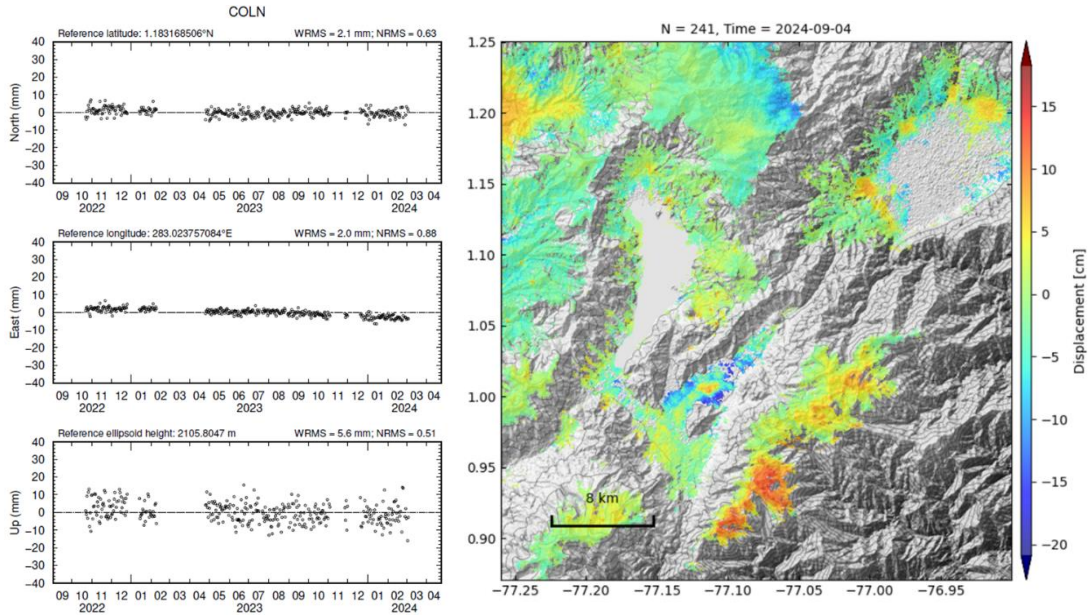 COLN
Reference latitude: 1.183168506°N WRMS = 2.1 mm; NRMS = 0.63
North (mm)
40
30
20
10
0
−10
−20
−30
−40
09 10 11 12 01 02 03 04 05 06 07 08 09 10 11 12 01 02 03 04
2022 2023 2024
Reference longitude: 283.023757084°E WRMS = 2.0 mm; NRMS = 0.88
East (mm)
40
30
20
10
0
−10
−20
−30
−40
09 10 11 12 01 02 03 04 05 06 07 08 09 10 11 12 01 02 03 04
2022 2023 2024
Reference ellipsoid height: 2105.8047 m WRMS = 5.6 mm; NRMS = 0.51
Up (mm)
40
30
20
10
0
−10
−20
−30
−40
09 10 11 12 01 02 03 04 05 06 07 08 09 10 11 12 01 02 03 04
2022 2023 2024
N = 241, Time = 2024-09-04
1.25
1.20
1.15
1.10
1.05
1.00
0.95
0.90
8 km
−77.25 −77.20 −77.15 −77.10 −77.05 −77.00 −76.95
15
10
5
0
−5
−10
−15
−20
Displacement [cm]